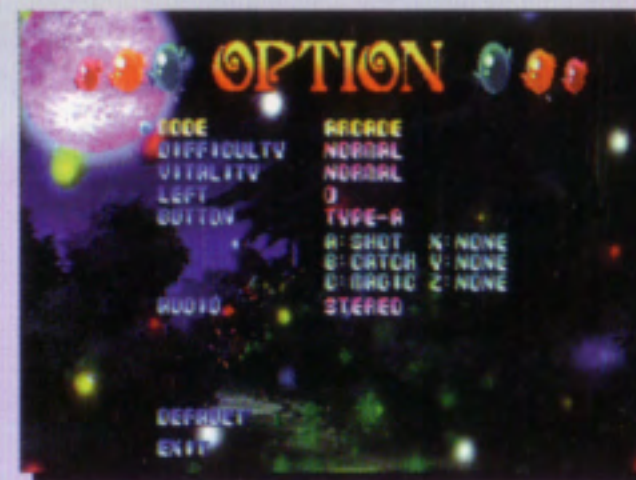 OPTION
MODE ARCADE
DIFFICULTY NORMAL
VITALITY NORMAL
LEFT 0
BUTTON TYPE-A
A:SHOT X:NONE
B:CATCH Y:NONE
C:MAGIC Z:NONE
AUDIO STEREO
DEFAULT
EXIT